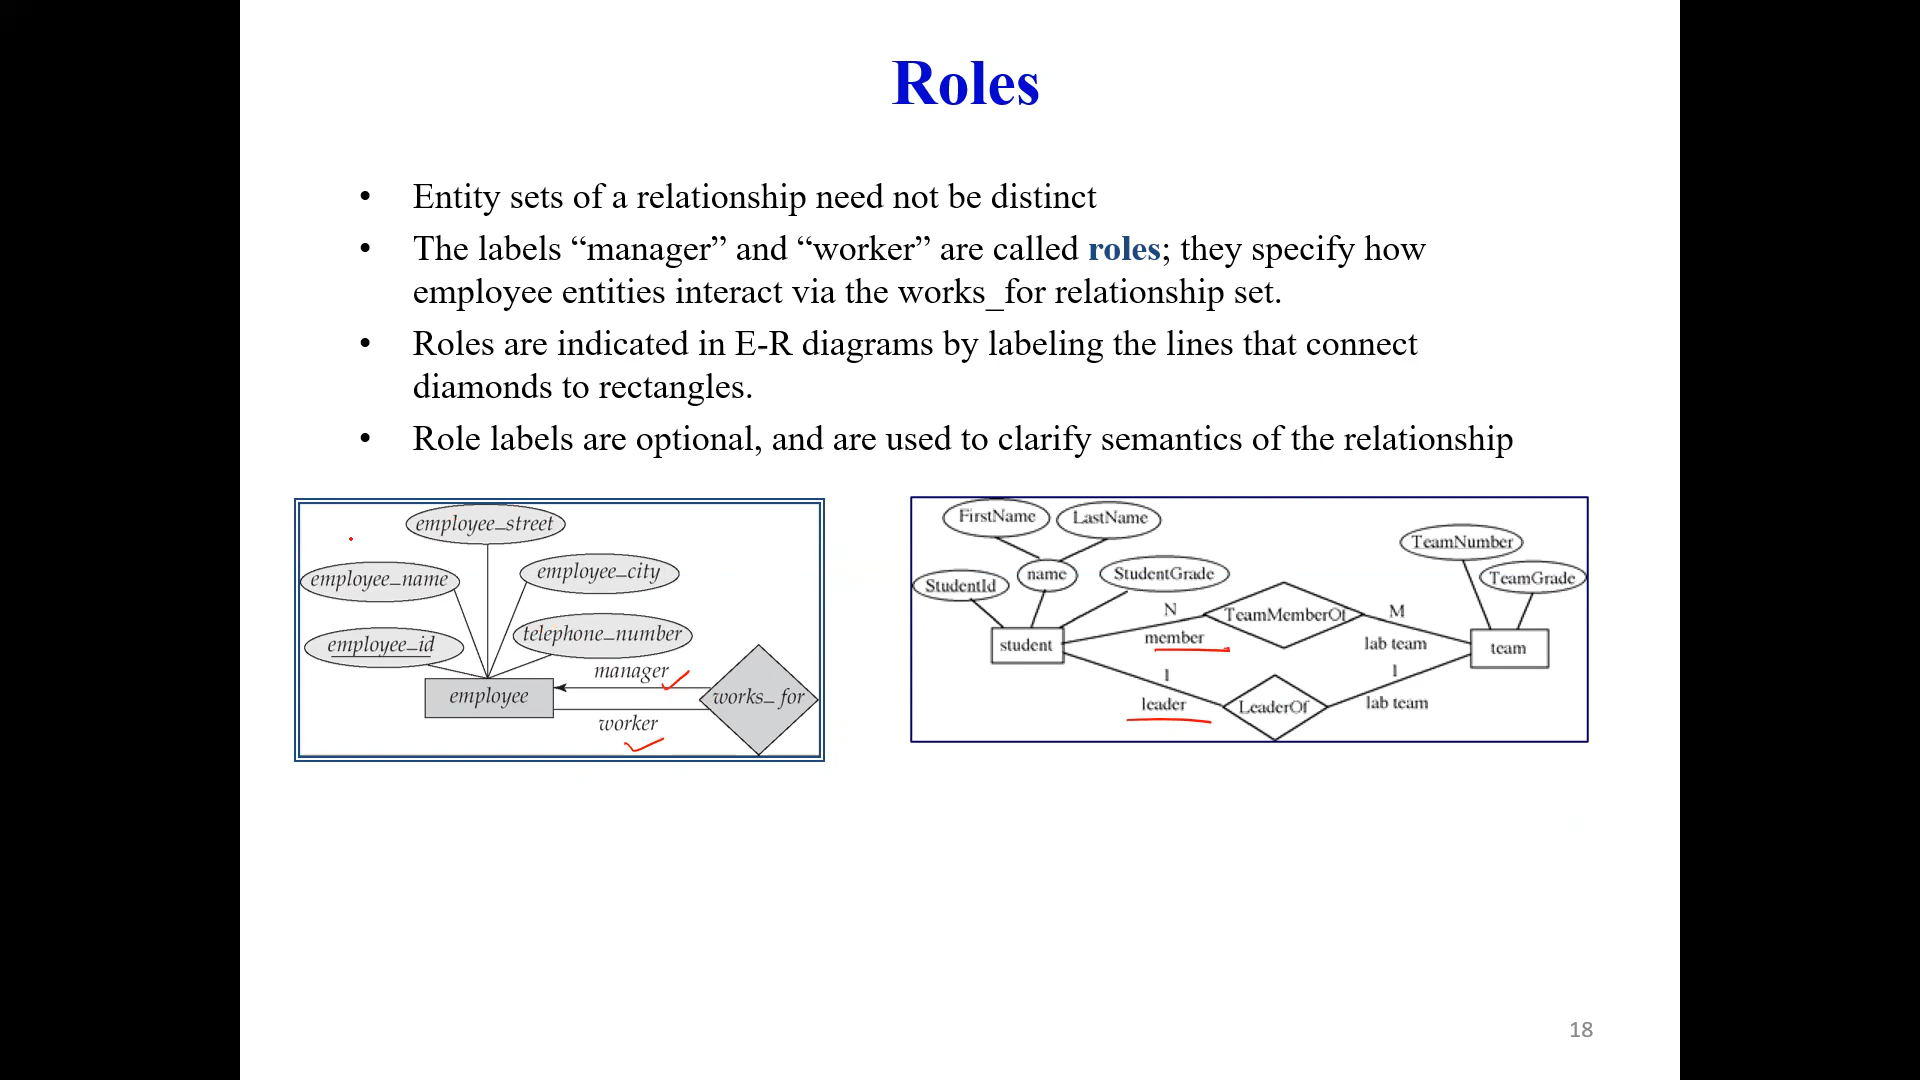 Roles
• Entity sets of a relationship need not be distinct
• The labels “manager” and “worker” are called roles; they specify how
employee entities interact via the works_for relationship set.
• Roles are indicated in E-R diagrams by labeling the lines that connect
diamonds to rectangles.
• Role labels are optional, and are used to clarify semantics of the relationship
employee_street
employee_name
employee_city
employee_id
telephone_number
manager
employee
works_for
worker
FirstName
LastName
StudentId
name
StudentGrade
TeamNumber
TeamGrade
N
TeamMemberOf
M
student
member
lab team
team
1
1
leader
LeaderOf
lab team
18